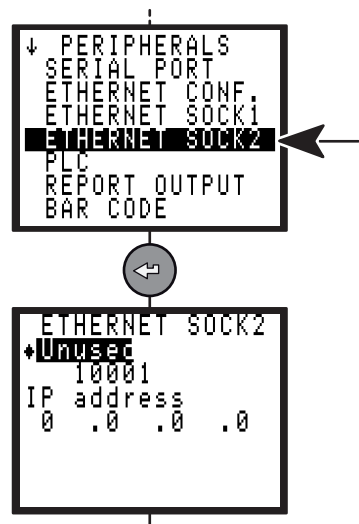 ↓ PERIPHERALS
SERIAL PORT
ETHERNET CONF.
ETHERNET SOCK1
ETHERNET SOCK2
PLC
REPORT OUTPUT
BAR CODE
ETHERNET SOCK2
♦Unused
10001
IP address
0 .0 .0 .0